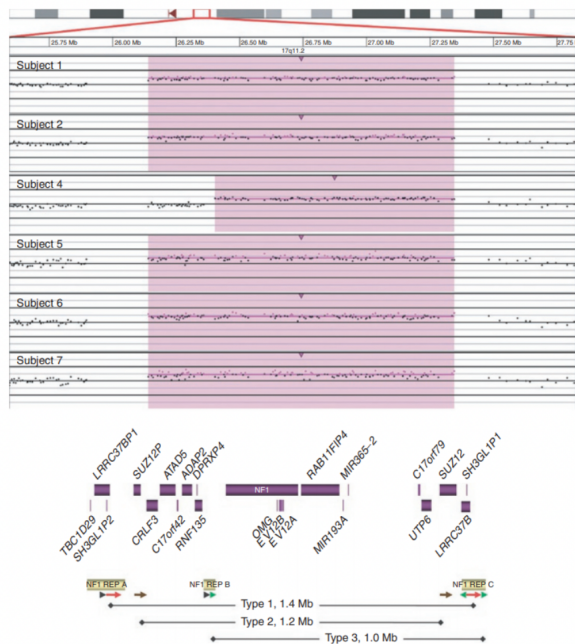 25.75 Mb 26.00 Mb 26.25 Mb 26.50 Mb 26.75 Mb 27.00 Mb 27.25 Mb 27.50 Mb 27.75
17q11.2
Subject 1
Subject 2
Subject 4
Subject 5
Subject 6
Subject 7
LRRC37BP1 SUZ12P ATAD5 ADAP2 DPRXP4 RAB11FIP4 MIR365-2 C17orf79 SUZ12 SH3GL1P1
NF1
TBC1D29 SH3GL1P2 CRLF3 C17orf42 RNF135 OMG EVI2B EVI2A MIR193A UTP6 LRRC37B
NF1 REP A NF1 REP B NF1 REP C
Type 1, 1.4 Mb
Type 2, 1.2 Mb
Type 3, 1.0 Mb